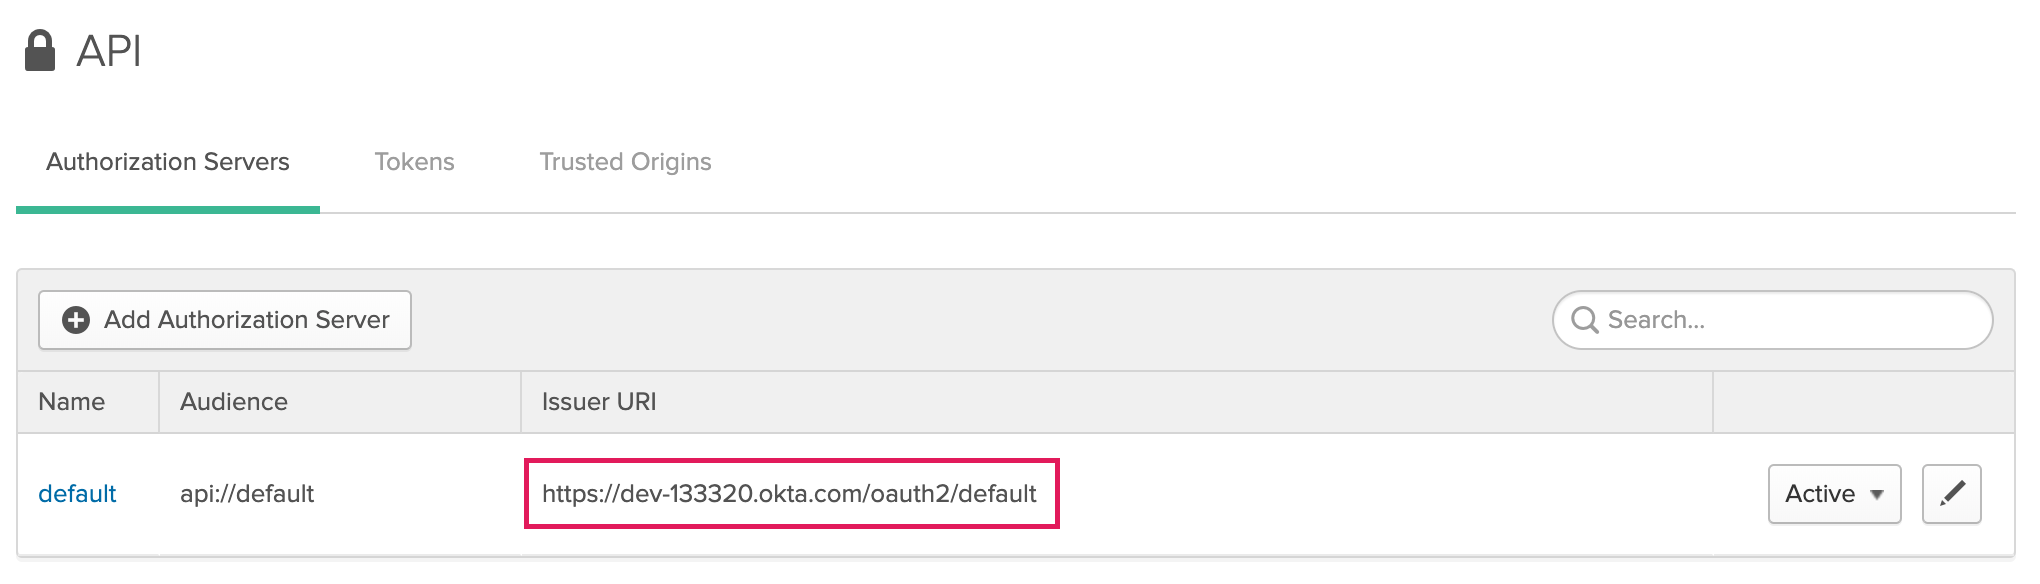 API
Authorization Servers Tokens Trusted Origins
Add Authorization Server Search...
Name Audience Issuer URI
default api://default https://dev-133320.okta.com/oauth2/default Active